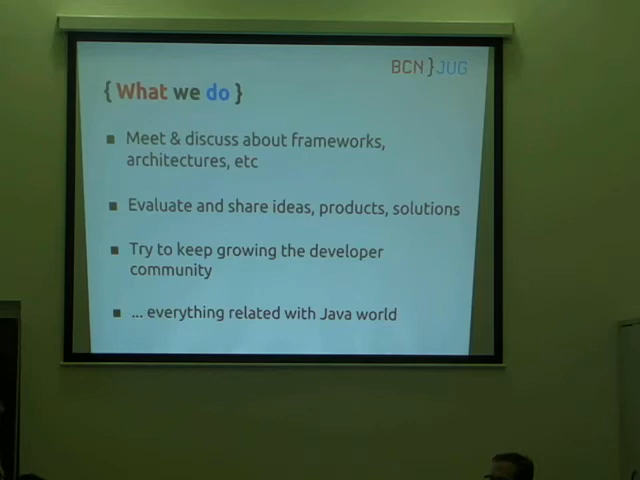 BCN}JUG
{ What we do }
▪ Meet & discuss about frameworks,
architectures, etc
▪ Evaluate and share ideas, products, solutions
▪ Try to keep growing the developer
community
▪ ... everything related with Java world